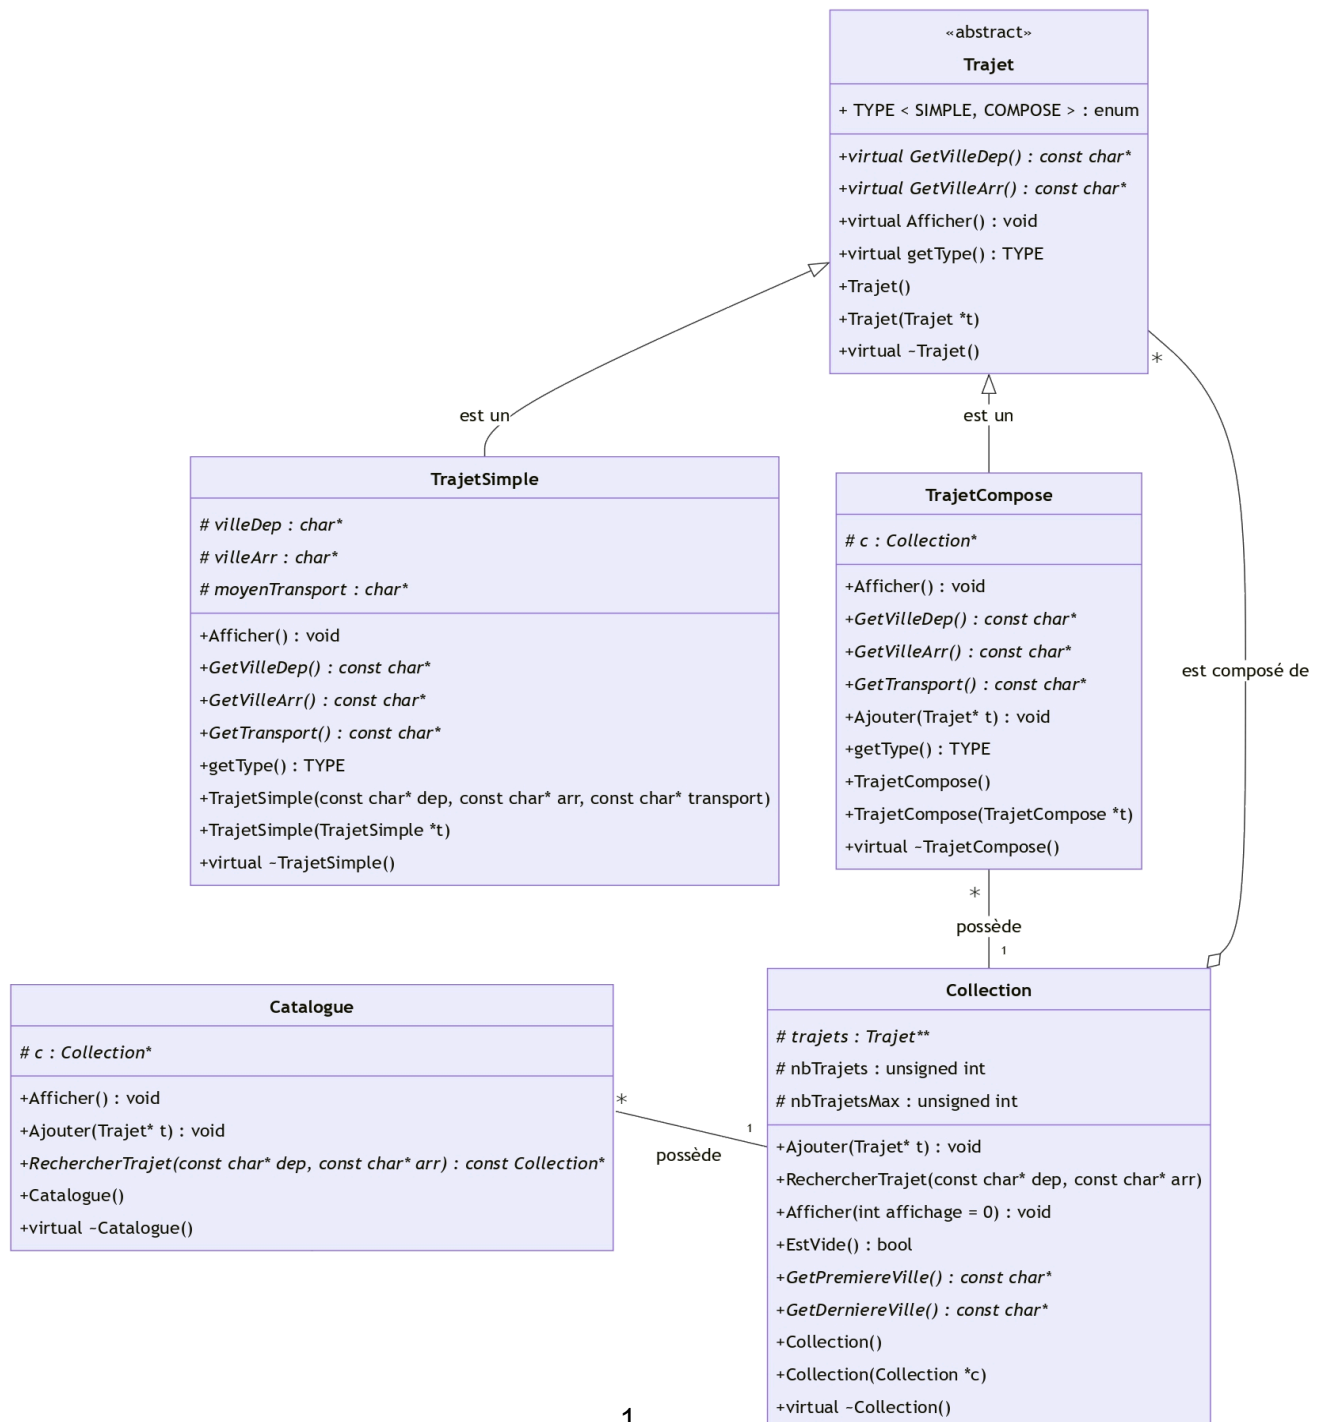 «abstract»
Trajet
+ TYPE < SIMPLE, COMPOSE > : enum
+virtual GetVilleDep() : const char*
+virtual GetVilleArr() : const char*
+virtual Afficher() : void
+virtual getType() : TYPE
+Trajet()
+Trajet(Trajet *t)
+virtual ~Trajet()
*
est un
est un
TrajetSimple
# villeDep : char*
# villeArr : char*
# moyenTransport : char*
+Afficher() : void
+GetVilleDep() : const char*
+GetVilleArr() : const char*
+GetTransport() : const char*
+getType() : TYPE
+TrajetSimple(const char* dep, const char* arr, const char* transport)
+TrajetSimple(TrajetSimple *t)
+virtual ~TrajetSimple()
TrajetCompose
# c : Collection*
+Afficher() : void
+GetVilleDep() : const char*
+GetVilleArr() : const char*
+GetTransport() : const char*
+Ajouter(Trajet* t) : void
+getType() : TYPE
+TrajetCompose()
+TrajetCompose(TrajetCompose *t)
+virtual ~TrajetCompose()
est composé de
*
possède
1
Catalogue
# c : Collection*
+Afficher() : void
+Ajouter(Trajet* t) : void
+RechercherTrajet(const char* dep, const char* arr) : const Collection*
+Catalogue()
+virtual ~Catalogue()
*
possède
1
Collection
# trajets : Trajet**
# nbTrajets : unsigned int
# nbTrajetsMax : unsigned int
+Ajouter(Trajet* t) : void
+RechercherTrajet(const char* dep, const char* arr)
+Afficher(int affichage = 0) : void
+EstVide() : bool
+GetPremiereVille() : const char*
+GetDerniereVille() : const char*
+Collection()
+Collection(Collection *c)
+virtual ~Collection()
1